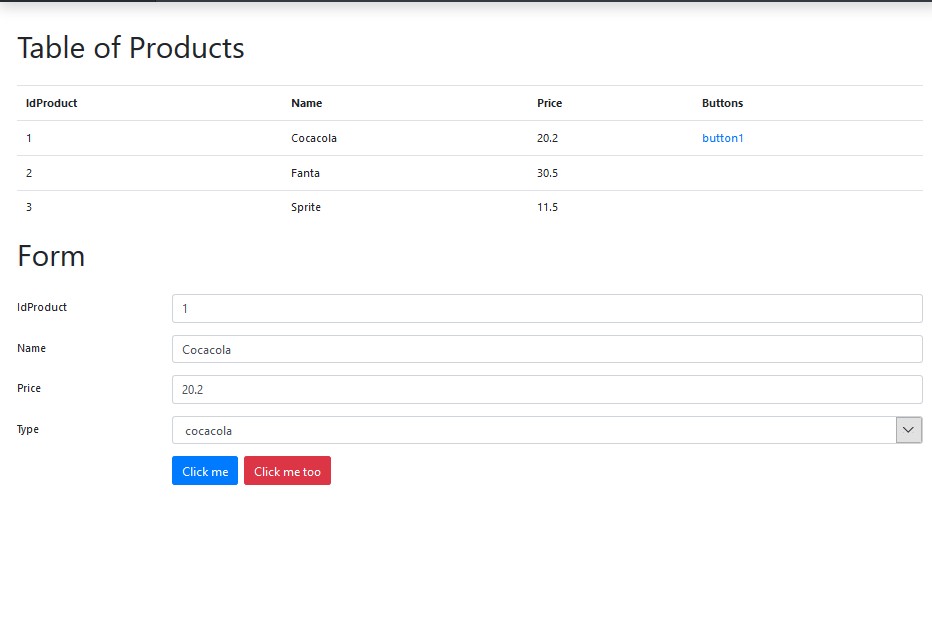 Table of Products
IdProduct Name Price Buttons
1 Cocacola 20.2 button1
2 Fanta 30.5
3 Sprite 11.5
Form
IdProduct 1
Name Cocacola
Price 20.2
Type cocacola
Click me Click me too